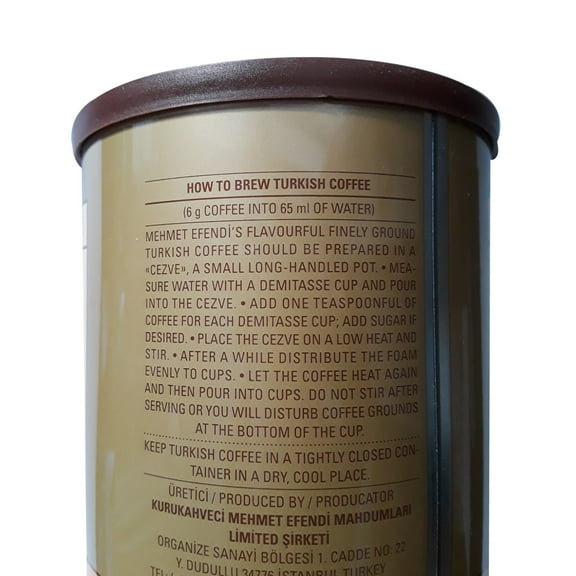 HOW TO BREW TURKISH COFFEE
(6 g COFFEE INTO 65 ml OF WATER)
MEHMET EFENDİ'S FLAVOURFUL FINELY GROUND
TURKISH COFFEE SHOULD BE PREPARED IN A
«CEZVE», A SMALL LONG-HANDLED POT. • MEA-
SURE WATER WITH A DEMITASSE CUP AND POUR
INTO THE CEZVE. • ADD ONE TEASPOONFUL OF
COFFEE FOR EACH DEMITASSE CUP; ADD SUGAR IF
DESIRED. • PLACE THE CEZVE ON A LOW HEAT AND
STIR. • AFTER A WHILE DISTRIBUTE THE FOAM
EVENLY TO CUPS. • LET THE COFFEE HEAT AGAIN
AND THEN POUR INTO CUPS. DO NOT STIR AFTER
SERVING OR YOU WILL DISTURB COFFEE GROUNDS
AT THE BOTTOM OF THE CUP.
KEEP TURKISH COFFEE IN A TIGHTLY CLOSED CON-
TAINER IN A DRY, COOL PLACE.
ÜRETİCİ / PRODUCED BY / PRODUCATOR
KURUKAHVECİ MEHMET EFENDİ MAHDUMLARI
LİMİTED ŞİRKETİ
ORGANİZE SANAYİ BÖLGESİ 1. CADDE NO: 22
Y. DUDULLU 34776 İSTANBUL TURKEY